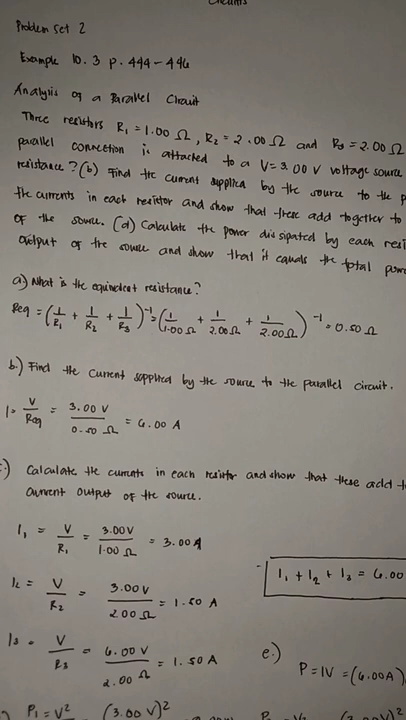 Circuits
Problem Set 2
Example 10.3 p. 444-446
Analysis of a Parallel Circuit
Three resistors R₁ = 1.00 Ω, R₂ = 2.00 Ω and R₃ = 2.00 Ω
parallel connection is attached to a V = 3.00 V voltage source
resistance? (b) Find the current supplied by the source to the p
the currents in each resistor and show that these add together to
of the source. (d) Calculate the power dissipated by each resi
output of the source and show that it equals the total powe
a) What is the equivalent resistance?
Req = (1/R₁ + 1/R₂ + 1/R₃)⁻¹ = (1/1.00 Ω + 1/2.00 Ω + 1/2.00 Ω)⁻¹ = 0.50 Ω
b.) Find the current supplied by the source to the parallel circuit.
I = V/Req = 3.00 V/0.50 Ω = 6.00 A
c.) Calculate the currents in each resistor and show that these add t
current output of the source.
I₁ = V/R₁ = 3.00 V/1.00 Ω = 3.00 A
I₂ = V/R₂ = 3.00 V/2.00 Ω = 1.50 A
I₁ + I₂ + I₃ = 6.00
I₃ = V/R₃ = 6.00 V/2.00 Ω = 1.50 A
e.)
P = IV = (6.00A)
P₁ = V² (3.00 V)²